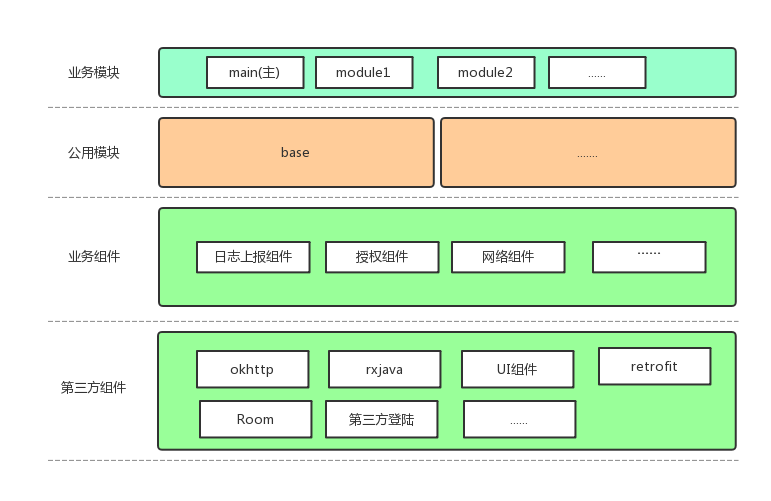 业务模块
main(主)
module1
module2
......
公用模块
base
.......
业务组件
日志上报组件
授权组件
网络组件
······
第三方组件
okhttp
rxjava
UI组件
retrofit
Room
第三方登陆
......